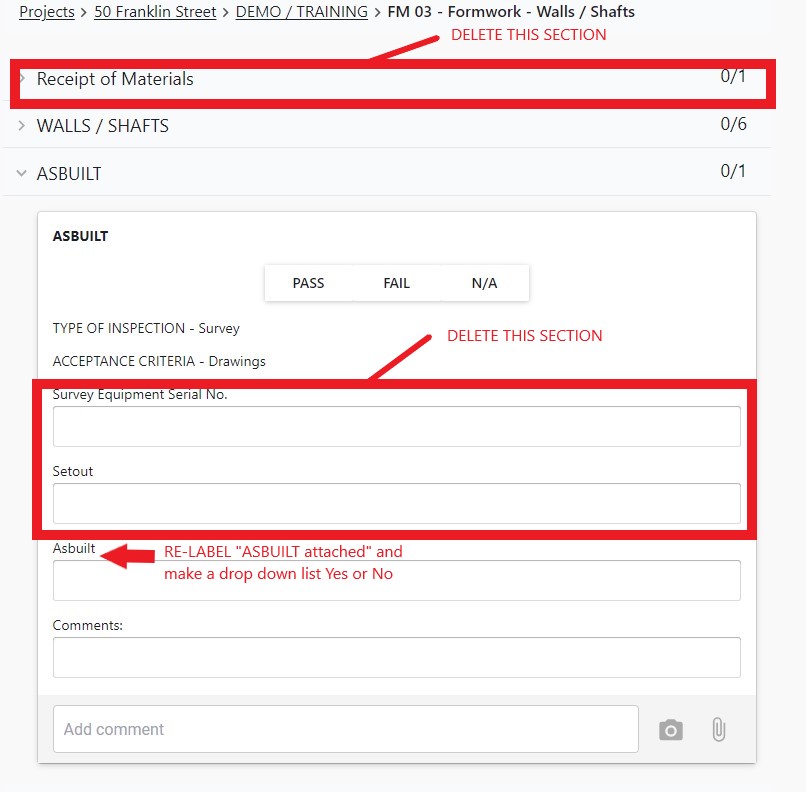 Projects > 50 Franklin Street > DEMO / TRAINING > FM 03 - Formwork - Walls / Shafts
DELETE THIS SECTION
Receipt of Materials 0/1
WALLS / SHAFTS 0/6
ASBUILT 0/1
ASBUILT
PASS FAIL N/A
TYPE OF INSPECTION - Survey
DELETE THIS SECTION
ACCEPTANCE CRITERIA - Drawings
Survey Equipment Serial No.
Setout
Asbuilt
RE-LABEL "ASBUILT attached" and
make a drop down list Yes or No
Comments:
Add comment